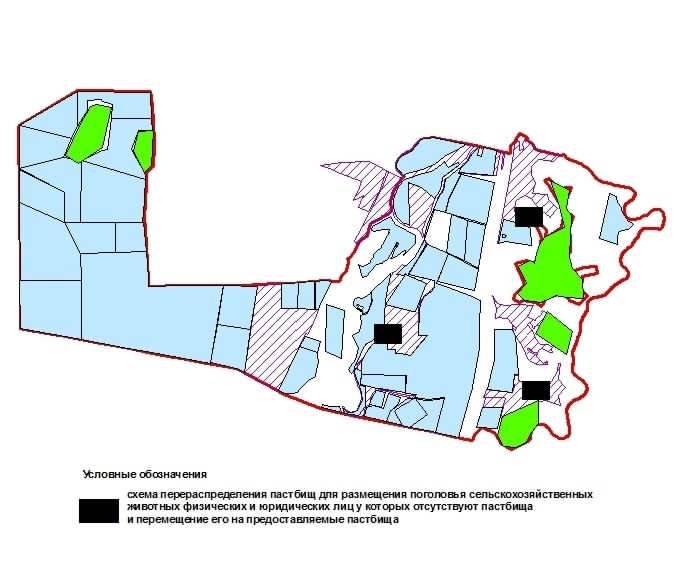 Условные обозначения
схема перераспределения пастбищ для размещения поголовья сельскохозяйственных
животных физических и юридических лиц у которых отсутствуют пастбища
и перемещение его на предоставляемые пастбища